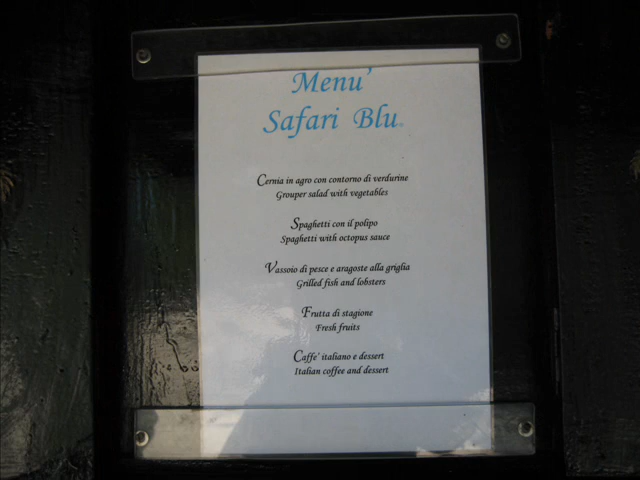 Menu'
Safari Blu
Cernia in agro con contorno di verdurine
Grouper salad with vegetables
Spaghetti con il polipo
Spaghetti with octopus sauce
Vassoio di pesce e aragoste alla griglia
Grilled fish and lobsters
Frutta di stagione
Fresh fruits
Caffe' italiano e dessert
Italian coffee and dessert